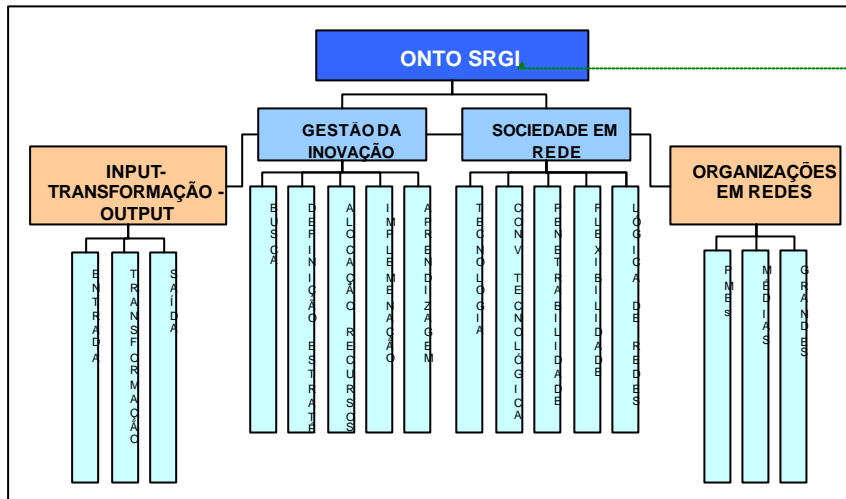 ONTO SRGI
GESTÃO DA
INOVAÇÃO
SOCIEDADE EM
REDE
INPUT-
TRANSFORMAÇÃO -
OUTPUT
ORGANIZAÇÕES
EM REDES
ENTRADA
TRANSFORMAÇÃO
SAÍDA
BUSCA
DEFINIÇÃO ESTRATÉ
ALOCAÇÃO RECURSOS
IMPLEMENAÇÃO
APRENDIZAGEM
TECNOLOGIA
CONV TECNOLÓGICA
PENETRABILIDADE
FLEXIBILIDADE
LÓGICA DE REDES
PMEs
MÉDIAS
GRANDES